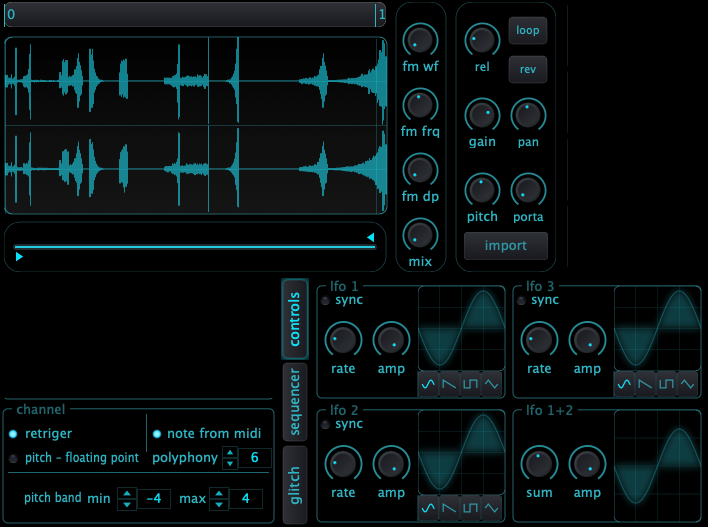 0 1
fm wf
fm frq
fm dp
mix
rel
loop
rev
gain
pan
pitch
porta
import
controls
sequencer
glitch
lfo 1
sync
rate
amp
lfo 3
sync
rate
amp
lfo 2
sync
rate
amp
lfo 1+2
sum
amp
channel
retriger
note from midi
pitch - floating point
polyphony 6
pitch band min -4 max 4